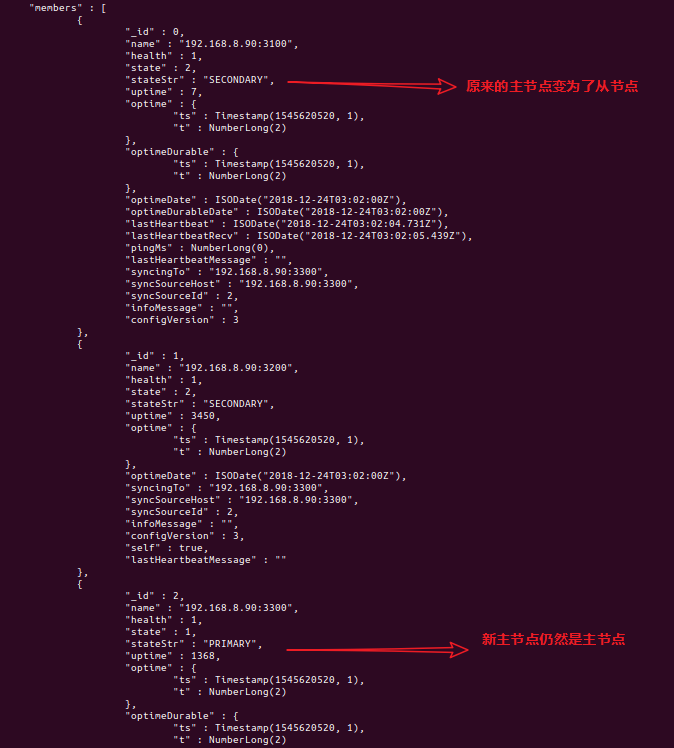 "members" : [
{
"_id" : 0,
"name" : "192.168.8.90:3100",
"health" : 1,
"state" : 2,
"stateStr" : "SECONDARY",
原来的主节点变为了从节点
"uptime" : 7,
"optime" : {
"ts" : Timestamp(1545620520, 1),
"t" : NumberLong(2)
},
"optimeDurable" : {
"ts" : Timestamp(1545620520, 1),
"t" : NumberLong(2)
},
"optimeDate" : ISODate("2018-12-24T03:02:00Z"),
"optimeDurableDate" : ISODate("2018-12-24T03:02:00Z"),
"lastHeartbeat" : ISODate("2018-12-24T03:02:04.731Z"),
"lastHeartbeatRecv" : ISODate("2018-12-24T03:02:05.439Z"),
"pingMs" : NumberLong(0),
"lastHeartbeatMessage" : "",
"syncingTo" : "192.168.8.90:3300",
"syncSourceHost" : "192.168.8.90:3300",
"syncSourceId" : 2,
"infoMessage" : "",
"configVersion" : 3
},
{
"_id" : 1,
"name" : "192.168.8.90:3200",
"health" : 1,
"state" : 2,
"stateStr" : "SECONDARY",
"uptime" : 3450,
"optime" : {
"ts" : Timestamp(1545620520, 1),
"t" : NumberLong(2)
},
"optimeDate" : ISODate("2018-12-24T03:02:00Z"),
"syncingTo" : "192.168.8.90:3300",
"syncSourceHost" : "192.168.8.90:3300",
"syncSourceId" : 2,
"infoMessage" : "",
"configVersion" : 3,
"self" : true,
"lastHeartbeatMessage" : ""
},
{
"_id" : 2,
"name" : "192.168.8.90:3300",
"health" : 1,
"state" : 1,
"stateStr" : "PRIMARY",
新主节点仍然是主节点
"uptime" : 1368,
"optime" : {
"ts" : Timestamp(1545620520, 1),
"t" : NumberLong(2)
},
"optimeDurable" : {
"ts" : Timestamp(1545620520, 1),
"t" : NumberLong(2)